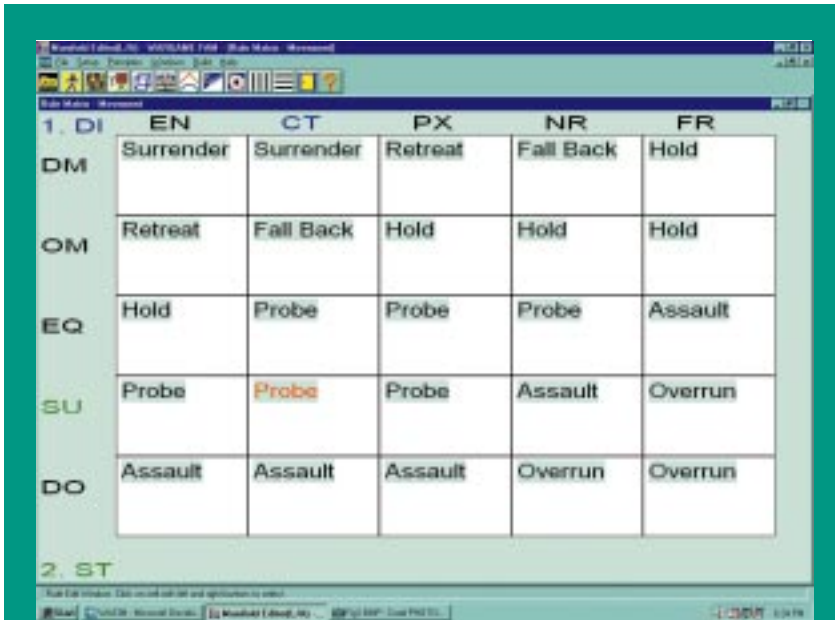 1. DI EN CT PX NR FR
DM Surrender Surrender Retreat Fall Back Hold
OM Retreat Fall Back Hold Hold Hold
EQ Hold Probe Probe Probe Assault
SU Probe Probe Probe Assault Overrun
DO Assault Assault Assault Overrun Overrun
2. ST